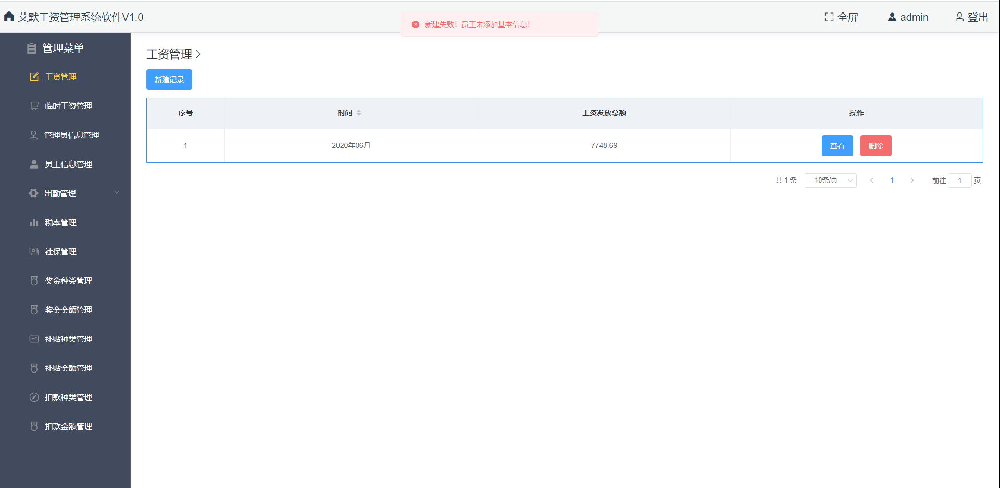 艾默工资管理系统软件V1.0
新建失败！员工未添加基本信息！
全屏
admin
登出
管理菜单
工资管理
临时工资管理
管理员信息管理
员工信息管理
出勤管理
税率管理
社保管理
奖金种类管理
奖金金额管理
补贴种类管理
补贴金额管理
扣款种类管理
扣款金额管理
工资管理
新建记录
序号 时间 工资发放总额 操作
1 2020年06月 7748.69 查看 删除
共 1 条 10条/页 1 前往 1 页